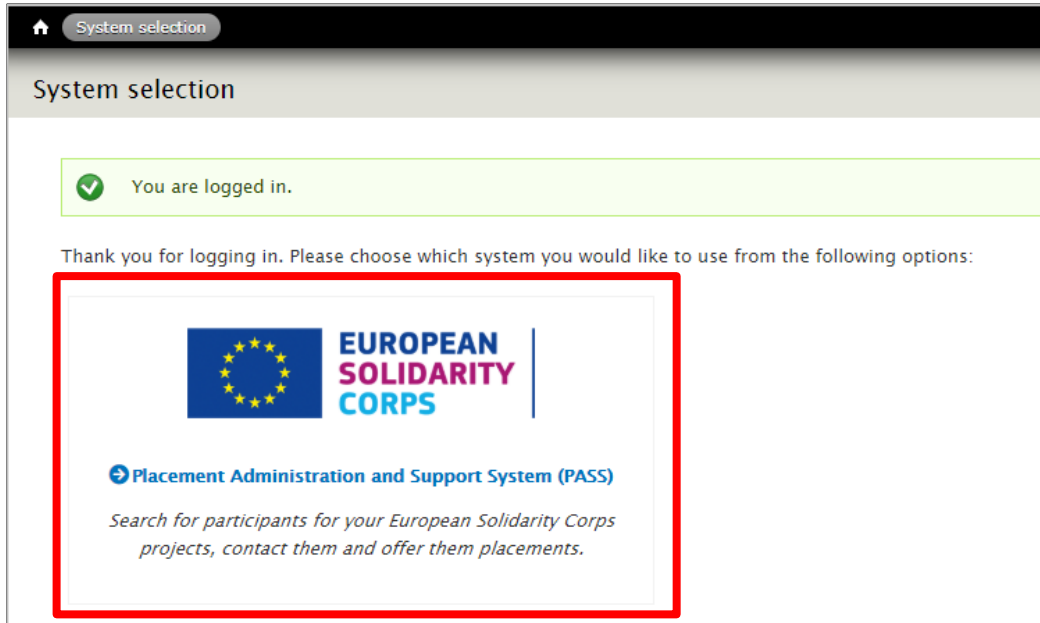 System selection
System selection
You are logged in.
Thank you for logging in. Please choose which system you would like to use from the following options:
EUROPEAN
SOLIDARITY
CORPS
Placement Administration and Support System (PASS)
Search for participants for your European Solidarity Corps
projects, contact them and offer them placements.